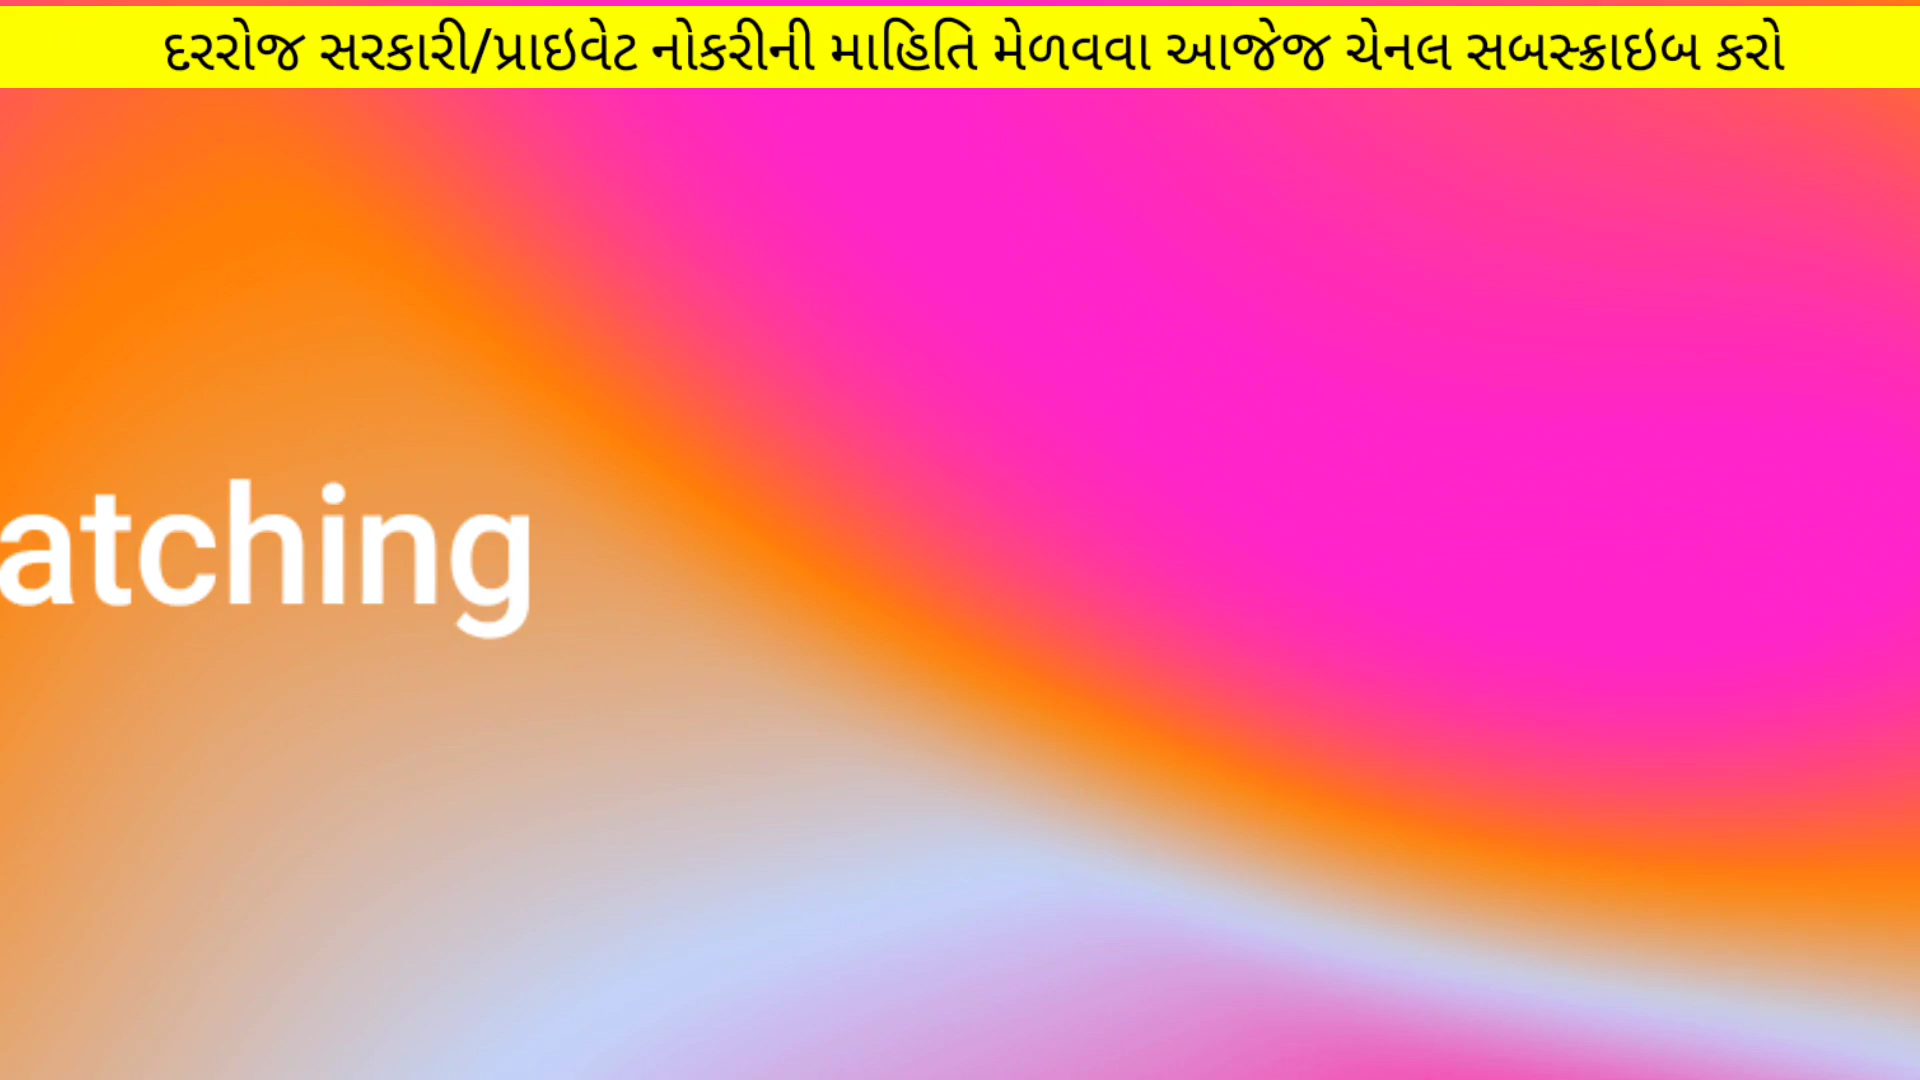 દરરોજ સરકારી/પ્રાઇવેટ નોકરીની માહિતિ મેળવવા આજેજ ચેનલ સબસ્ક્રાઇબ કરો
atching